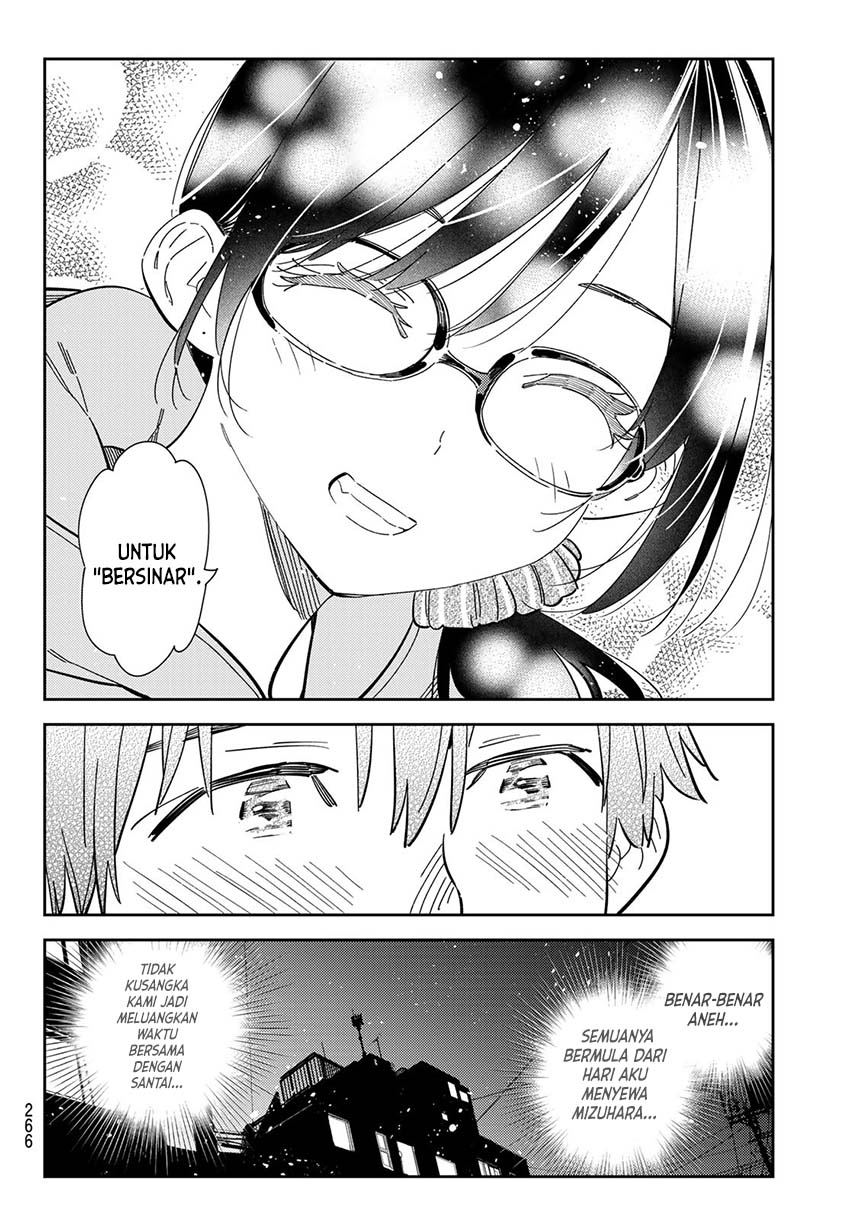 UNTUK
"BERSINAR".
BENAR-BENAR
ANEH...
SEMUANYA
BERMULA DARI
HARI AKU
MENYEWA
MIZUHARA.
TIDAK
KUSANGKA
KAMI JADI
MELUANGKAN
WAKTU
BERSAMA
DENGAN
SANTAI...
266